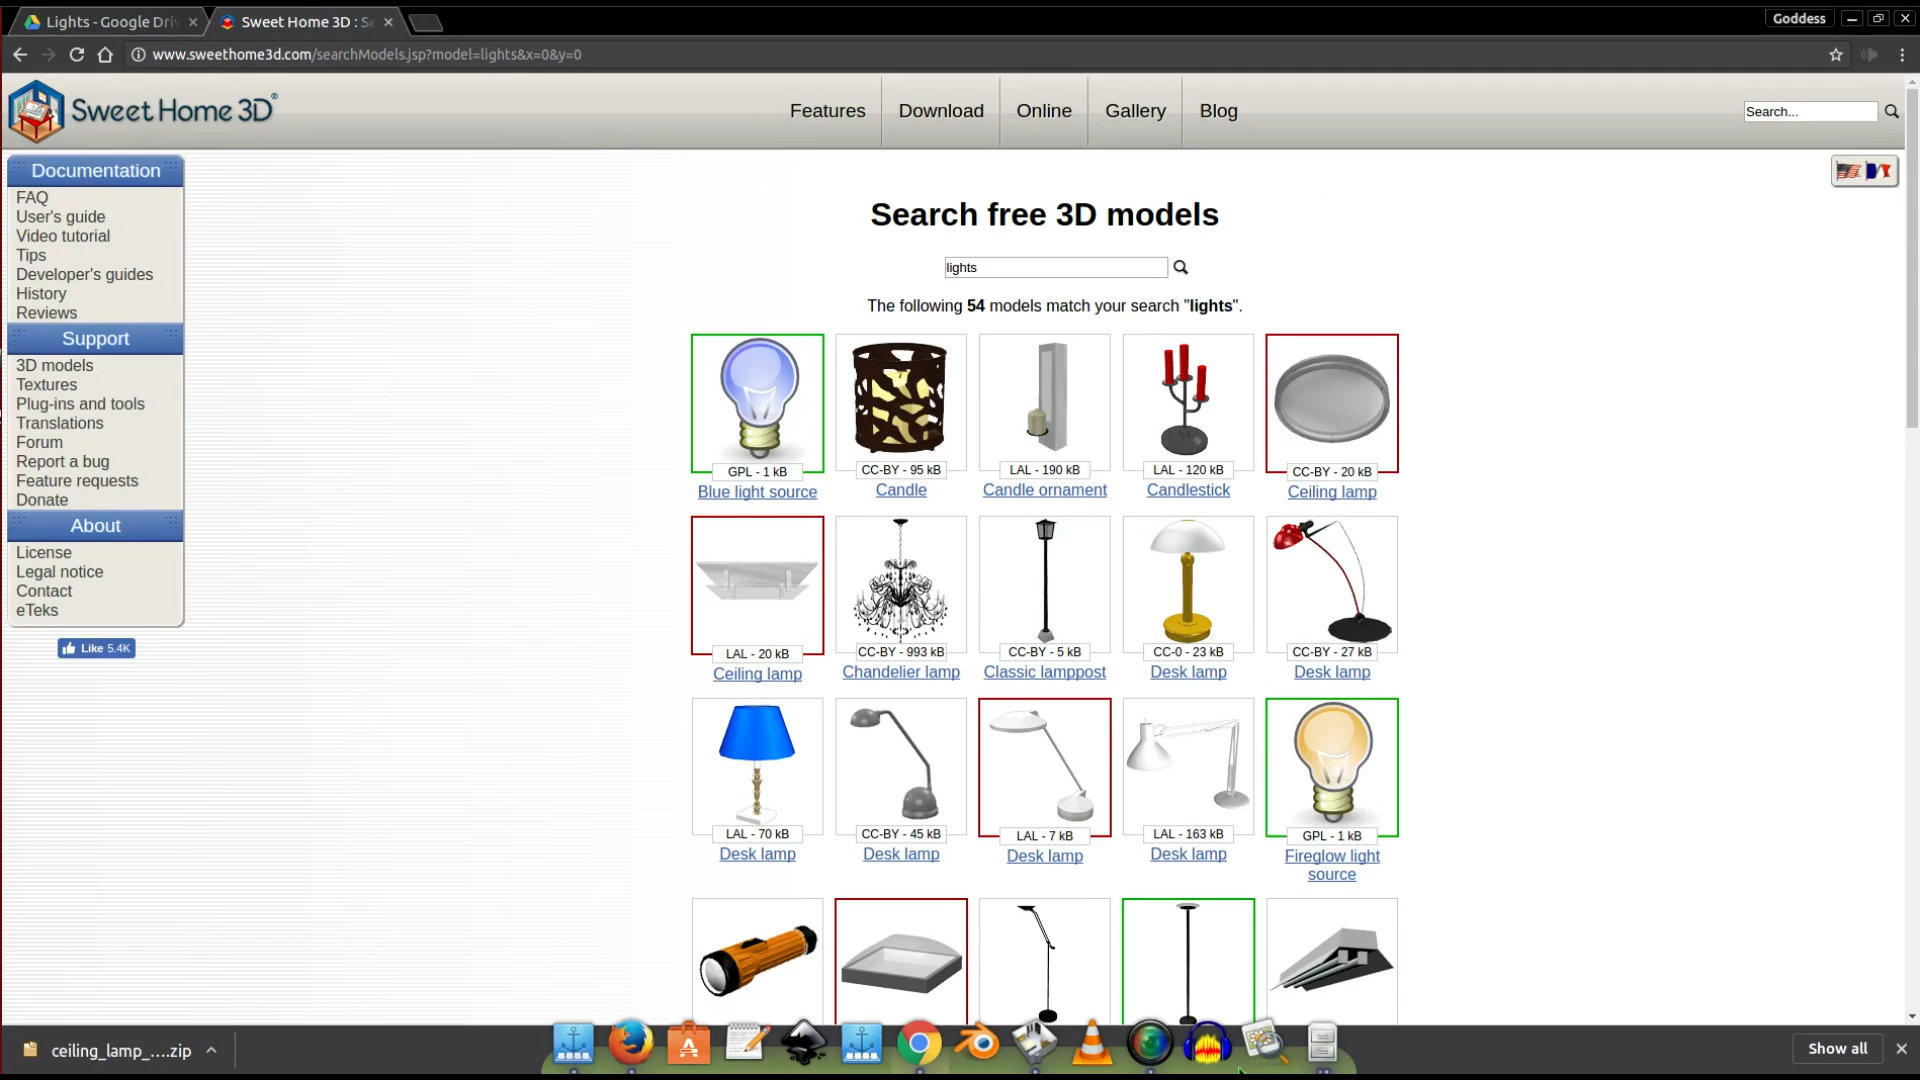 Lights - Google Dri
Sweet Home 3D : S
Goddess
www.sweethome3d.com/searchModels.jsp?model=lights&x=0&y=0
Sweet Home 3D®
Features
Download
Online
Gallery
Blog
Search...
Documentation
FAQ
User's guide
Video tutorial
Tips
Developer's guides
History
Reviews
Support
3D models
Textures
Plug-ins and tools
Translations
Forum
Report a bug
Feature requests
Donate
About
License
Legal notice
Contact
eTeks
Like 5.4K
Search free 3D models
lights
The following 54 models match your search "lights".
GPL - 1 kB
CC-BY - 95 kB
LAL - 190 kB
LAL - 120 kB
CC-BY - 20 kB
Blue light source
Candle
Candle ornament
Candlestick
Ceiling lamp
LAL - 20 kB
CC-BY - 993 kB
CC-BY - 5 kB
CC-0 - 23 kB
CC-BY - 27 kB
Ceiling lamp
Chandelier lamp
Classic lamppost
Desk lamp
Desk lamp
LAL - 70 kB
CC-BY - 45 kB
LAL - 7 kB
LAL - 163 kB
GPL - 1 kB
Desk lamp
Desk lamp
Desk lamp
Desk lamp
Fireglow light
source
ceiling_lamp_....zip
Show all